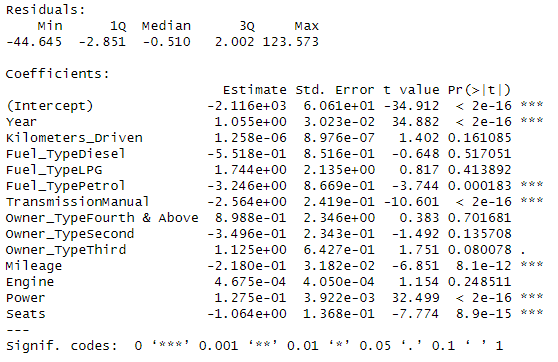 Residuals:
    Min      1Q  Median      3Q     Max
-44.645  -2.851  -0.510   2.002 123.573

Coefficients:
                            Estimate Std. Error t value Pr(>|t|)
(Intercept)               -2.116e+03  6.061e+01 -34.912  < 2e-16 ***
Year                       1.055e+00  3.023e-02  34.882  < 2e-16 ***
Kilometers_Driven          1.258e-06  8.976e-07   1.402 0.161085
Fuel_TypeDiesel           -5.518e-01  8.516e-01  -0.648 0.517051
Fuel_TypeLPG               1.744e+00  2.135e+00   0.817 0.413892
Fuel_TypePetrol           -3.246e+00  8.669e-01  -3.744 0.000183 ***
TransmissionManual        -2.564e+00  2.419e-01 -10.601  < 2e-16 ***
Owner_TypeFourth & Above   8.988e-01  2.346e+00   0.383 0.701681
Owner_TypeSecond          -3.496e-01  2.343e-01  -1.492 0.135708
Owner_TypeThird            1.125e+00  6.427e-01   1.751 0.080078 .
Mileage                   -2.180e-01  3.182e-02  -6.851  8.1e-12 ***
Engine                     4.675e-04  4.050e-04   1.154 0.248511
Power                      1.275e-01  3.922e-03  32.499  < 2e-16 ***
Seats                     -1.064e+00  1.368e-01  -7.774  8.9e-15 ***
---
Signif. codes:  0 ‘***’ 0.001 ‘**’ 0.01 ‘*’ 0.05 ‘.’ 0.1 ‘ ’ 1